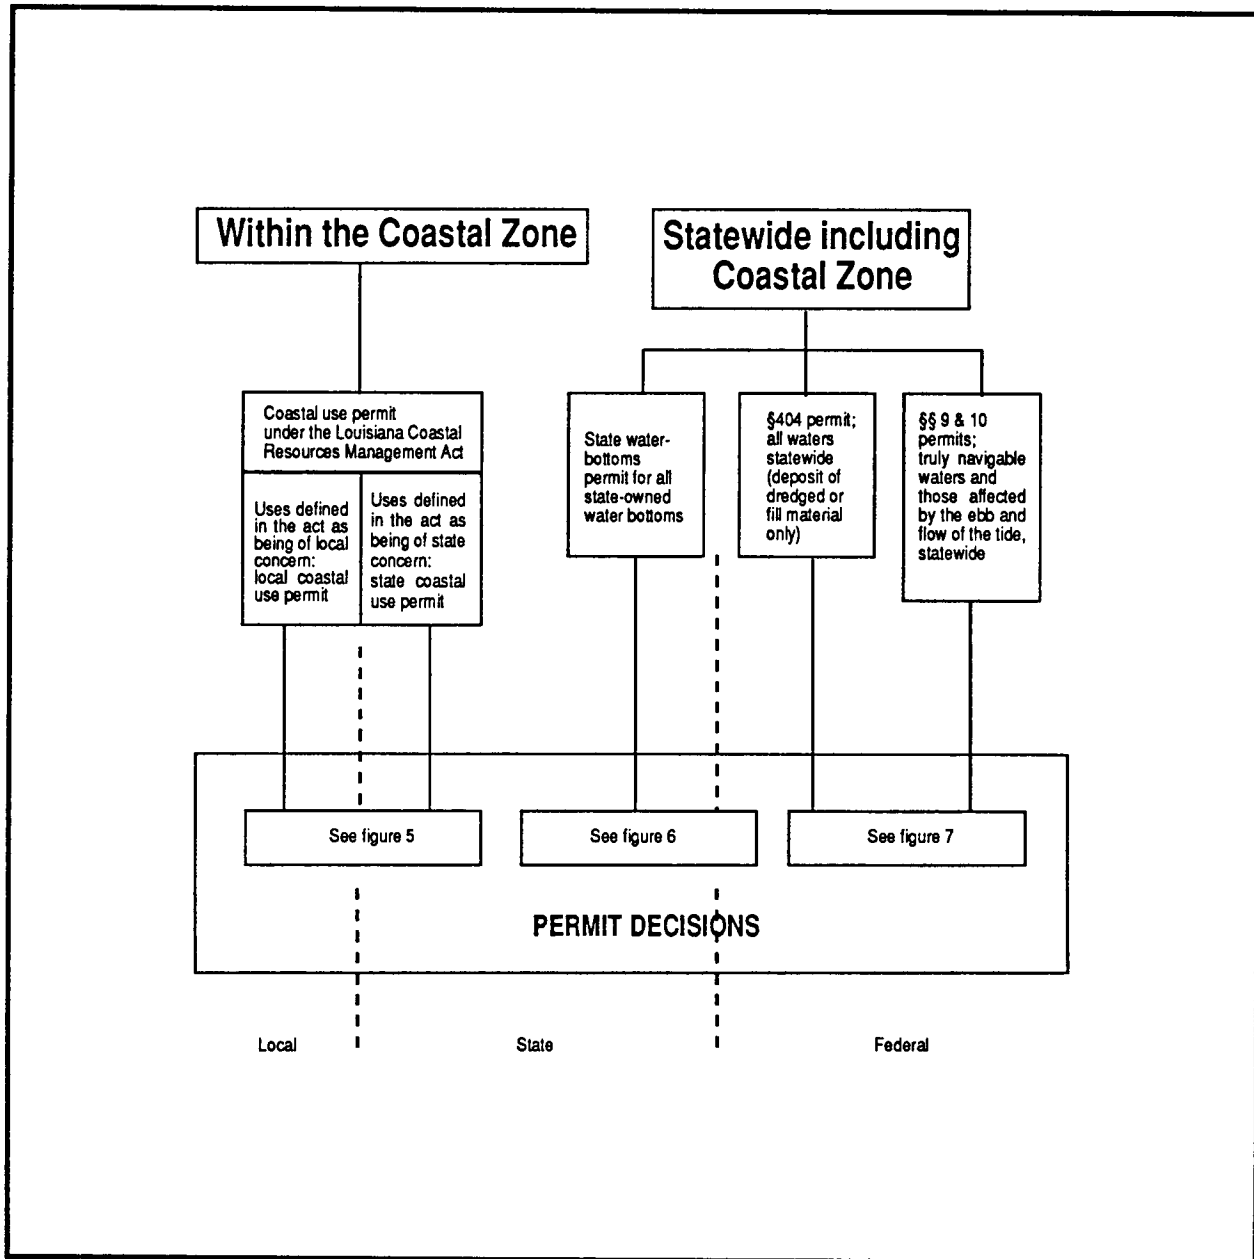 Within the Coastal Zone
Statewide including
Coastal Zone
Coastal use permit
under the Louisiana Coastal
Resources Management Act
Uses defined
in the act as
being of local
concern:
local coastal
use permit
Uses defined
in the act as
being of state
concern:
state coastal
use permit
State water-
bottoms
permit for all
state-owned
water bottoms
§404 permit;
all waters
statewide
(deposit of
dredged or
fill material
only)
§§ 9 & 10
permits;
truly navigable
waters and
those affected
by the ebb and
flow of the tide,
statewide
See figure 5
See figure 6
See figure 7
PERMIT DECISIONS
Local
State
Federal